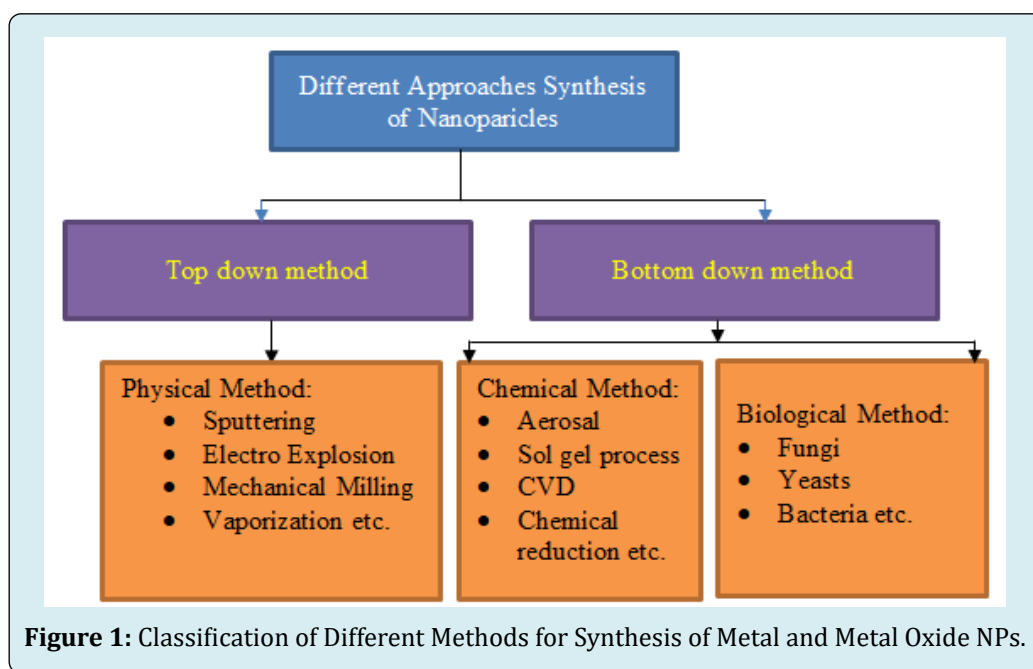 Different Approaches Synthesis
of Nanoparicles
Top down method
Bottom down method
Physical Method:
• Sputtering
• Electro Explosion
• Mechanical Milling
• Vaporization etc.
Chemical Method:
• Aerosal
• Sol gel process
• CVD
• Chemical
reduction etc.
Biological Method:
• Fungi
• Yeasts
• Bacteria etc.
Figure 1: Classification of Different Methods for Synthesis of Metal and Metal Oxide NPs.